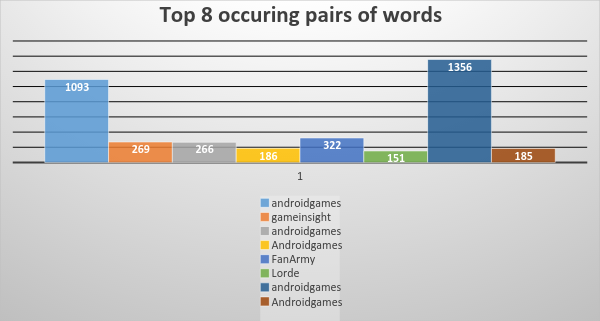 Top 8 occuring pairs of words
1093
269
266
186
322
151
1356
185
1
androidgames
gameinsight
androidgames
Androidgames
FanArmy
Lorde
androidgames
Androidgames